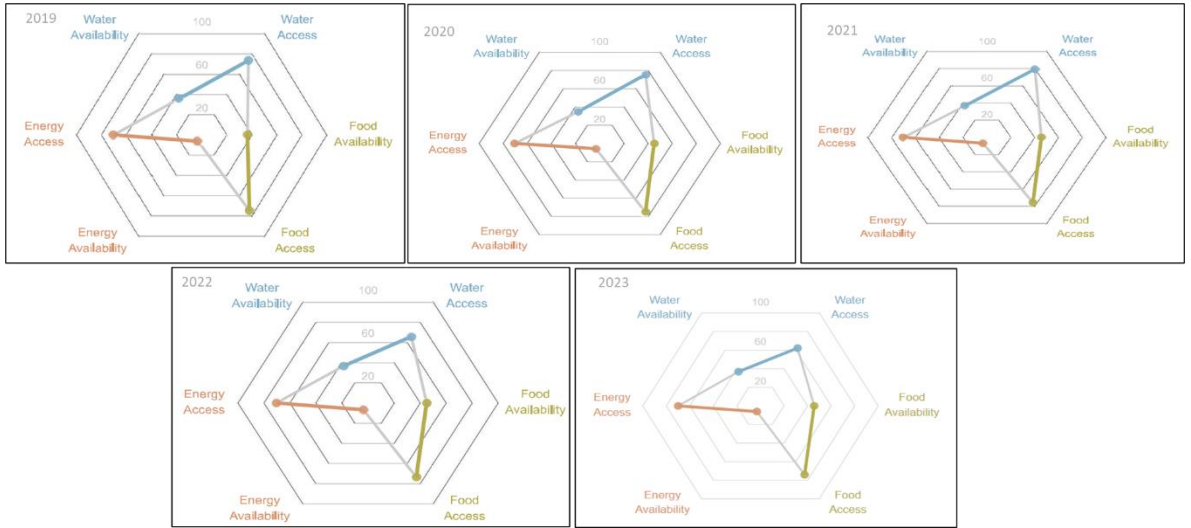 2019
100
Water
Availability
Water
Access
60
20
Energy
Access
Food
Availability
Energy
Availability
Food
Access
2020
100
Water
Availability
Water
Access
60
20
Energy
Access
Food
Availability
Energy
Availability
Food
Access
2021
100
Water
Availability
Water
Access
60
20
Energy
Access
Food
Availability
Energy
Availability
Food
Access
2022
100
Water
Availability
Water
Access
60
20
Energy
Access
Food
Availability
Energy
Availability
Food
Access
2023
100
Water
Availability
Water
Access
60
20
Energy
Access
Food
Availability
Energy
Availability
Food
Access